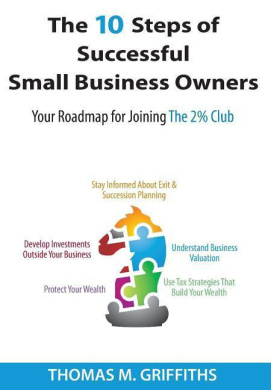 The 10 Steps of
Successful
Small Business Owners
Your Roadmap for Joining The 2% Club
Stay Informed About Exit &
Succession Planning
Develop Investments
Outside Your Business
Understand Business
Valuation
Protect Your Wealth
Use Tax Strategies That
Build Your Wealth
THOMAS M. GRIFFITHS